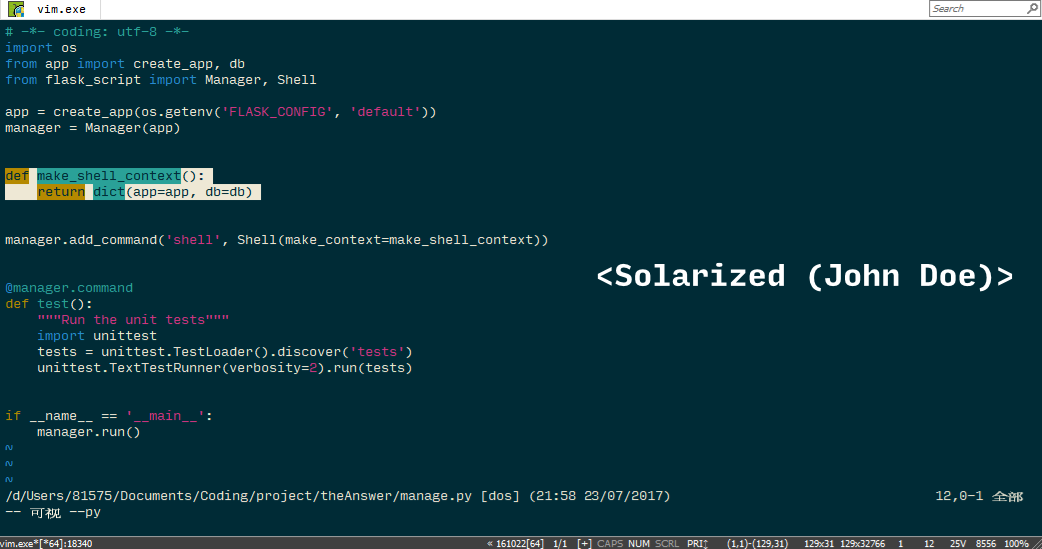 vim.exe
Search
# -*- coding: utf-8 -*-
import os
from app import create_app, db
from flask_script import Manager, Shell
app = create_app(os.getenv('FLASK_CONFIG', 'default'))
manager = Manager(app)
def make_shell_context():
    return dict(app=app, db=db)
manager.add_command('shell', Shell(make_context=make_shell_context))
<Solarized (John Doe)>
@manager.command
def test():
    """Run the unit tests"""
    import unittest
    tests = unittest.TestLoader().discover('tests')
    unittest.TextTestRunner(verbosity=2).run(tests)
if __name__ == '__main__':
    manager.run()
~
~
~
/d/Users/81575/Documents/Coding/project/theAnswer/manage.py [dos] (21:58 23/07/2017) 12,0-1 全部
-- 可视 --py
vim.exe*[*64]:18340 « 161022[64] 1/1 [+] CAPS NUM SCRL PRI↕ (1,1)-(129,31) 129x31 129x32766 1 12 25V 8556 100%